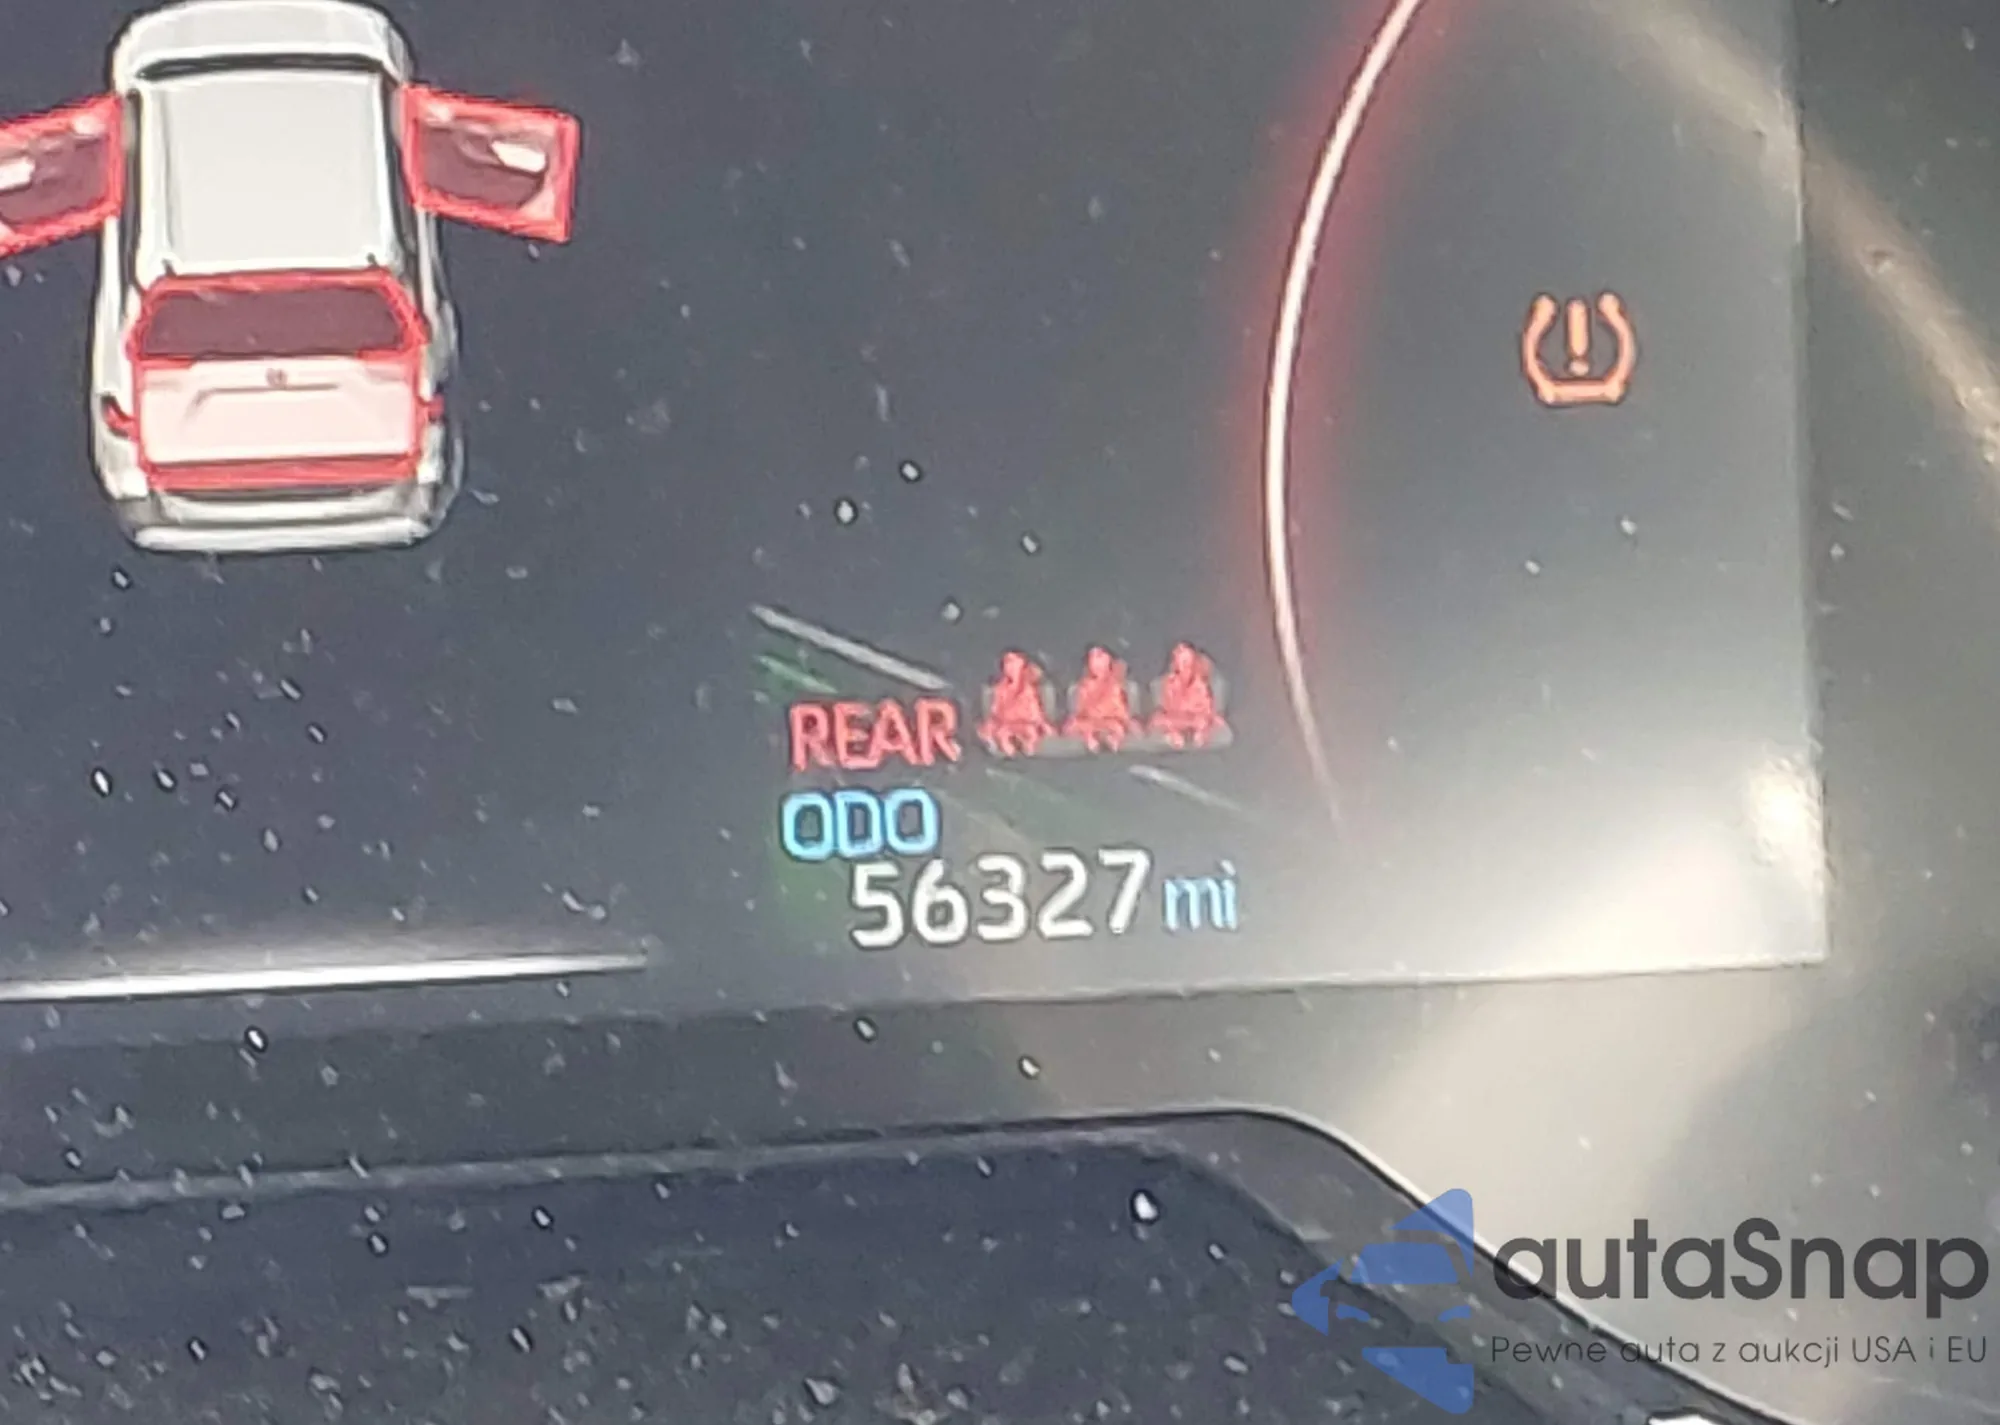 REAR
ODO
56327 mi
autaSnap
Pewne auta z aukcji USA i EU